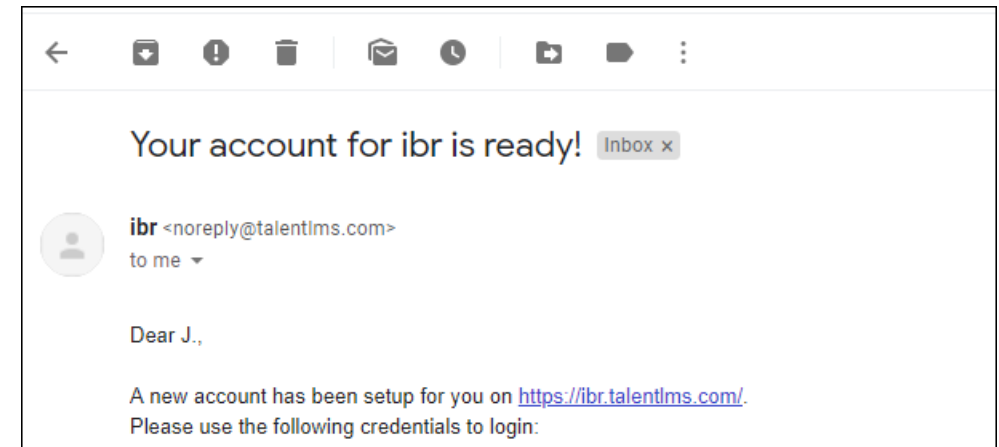 Your account for ibr is ready! Inbox x
ibr <noreply@talentlms.com>
to me
Dear J.,
A new account has been setup for you on https://ibr.talentlms.com/.
Please use the following credentials to login: